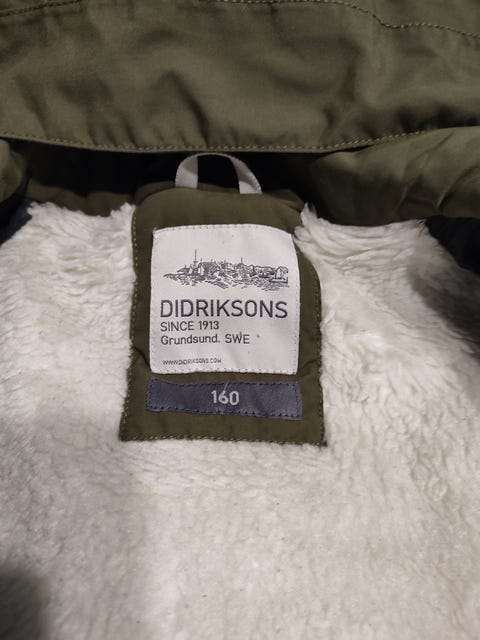 DIDRIKSONS
SINCE 1913
Grundsund. SWE
WWW.DIDRIKSONS.COM
160